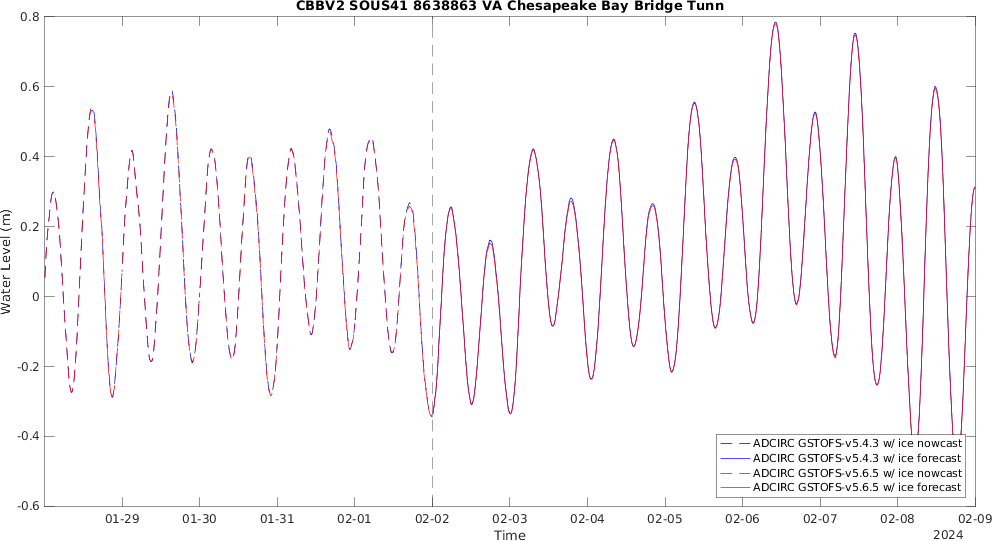 CBBV2 SOUS41 8638863 VA Chesapeake Bay Bridge Tunn
0.8
0.6
0.4
0.2
0
-0.2
-0.4
-0.6
Water Level (m)
ADCIRC GSTOFS-v5.4.3 w/ ice nowcast
ADCIRC GSTOFS-v5.4.3 w/ ice forecast
ADCIRC GSTOFS-v5.6.5 w/ ice nowcast
ADCIRC GSTOFS-v5.6.5 w/ ice forecast
01-29 01-30 01-31 02-01 02-02 02-03 02-04 02-05 02-06 02-07 02-08 02-09
Time
2024